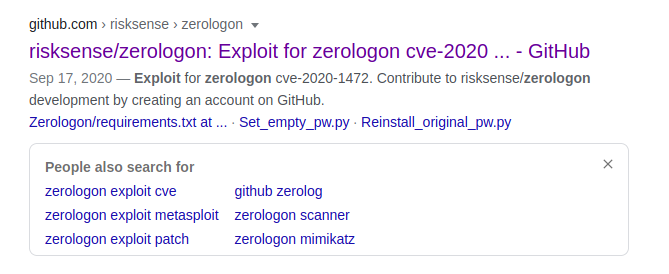 github.com › risksense › zerologon
risksense/zerologon: Exploit for zerologon cve-2020 ... - GitHub
Sep 17, 2020 — Exploit for zerologon cve-2020-1472. Contribute to risksense/zerologon
development by creating an account on GitHub.
Zerologon/requirements.txt at ... · Set_empty_pw.py · Reinstall_original_pw.py
People also search for
zerologon exploit cve github zerolog
zerologon exploit metasploit zerologon scanner
zerologon exploit patch zerologon mimikatz